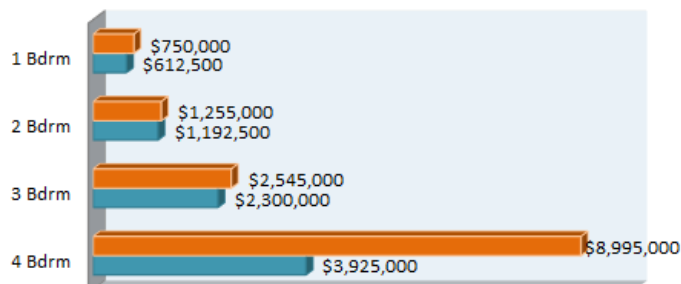 1 Bdrm
$750,000
$612,500
2 Bdrm
$1,255,000
$1,192,500
3 Bdrm
$2,545,000
$2,300,000
4 Bdrm
$8,995,000
$3,925,000